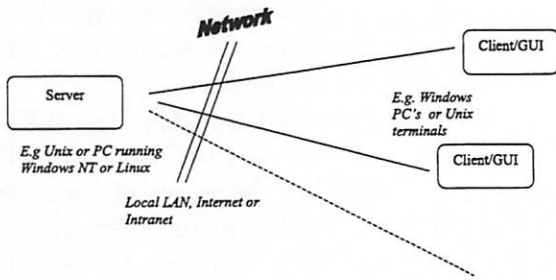 Network
Client/GUI
Server
E.g. Windows
PC's or Unix
terminals
E.g Unix or PC running
Windows NT or Linux
Client/GUI
Local LAN, Internet or
Intranet